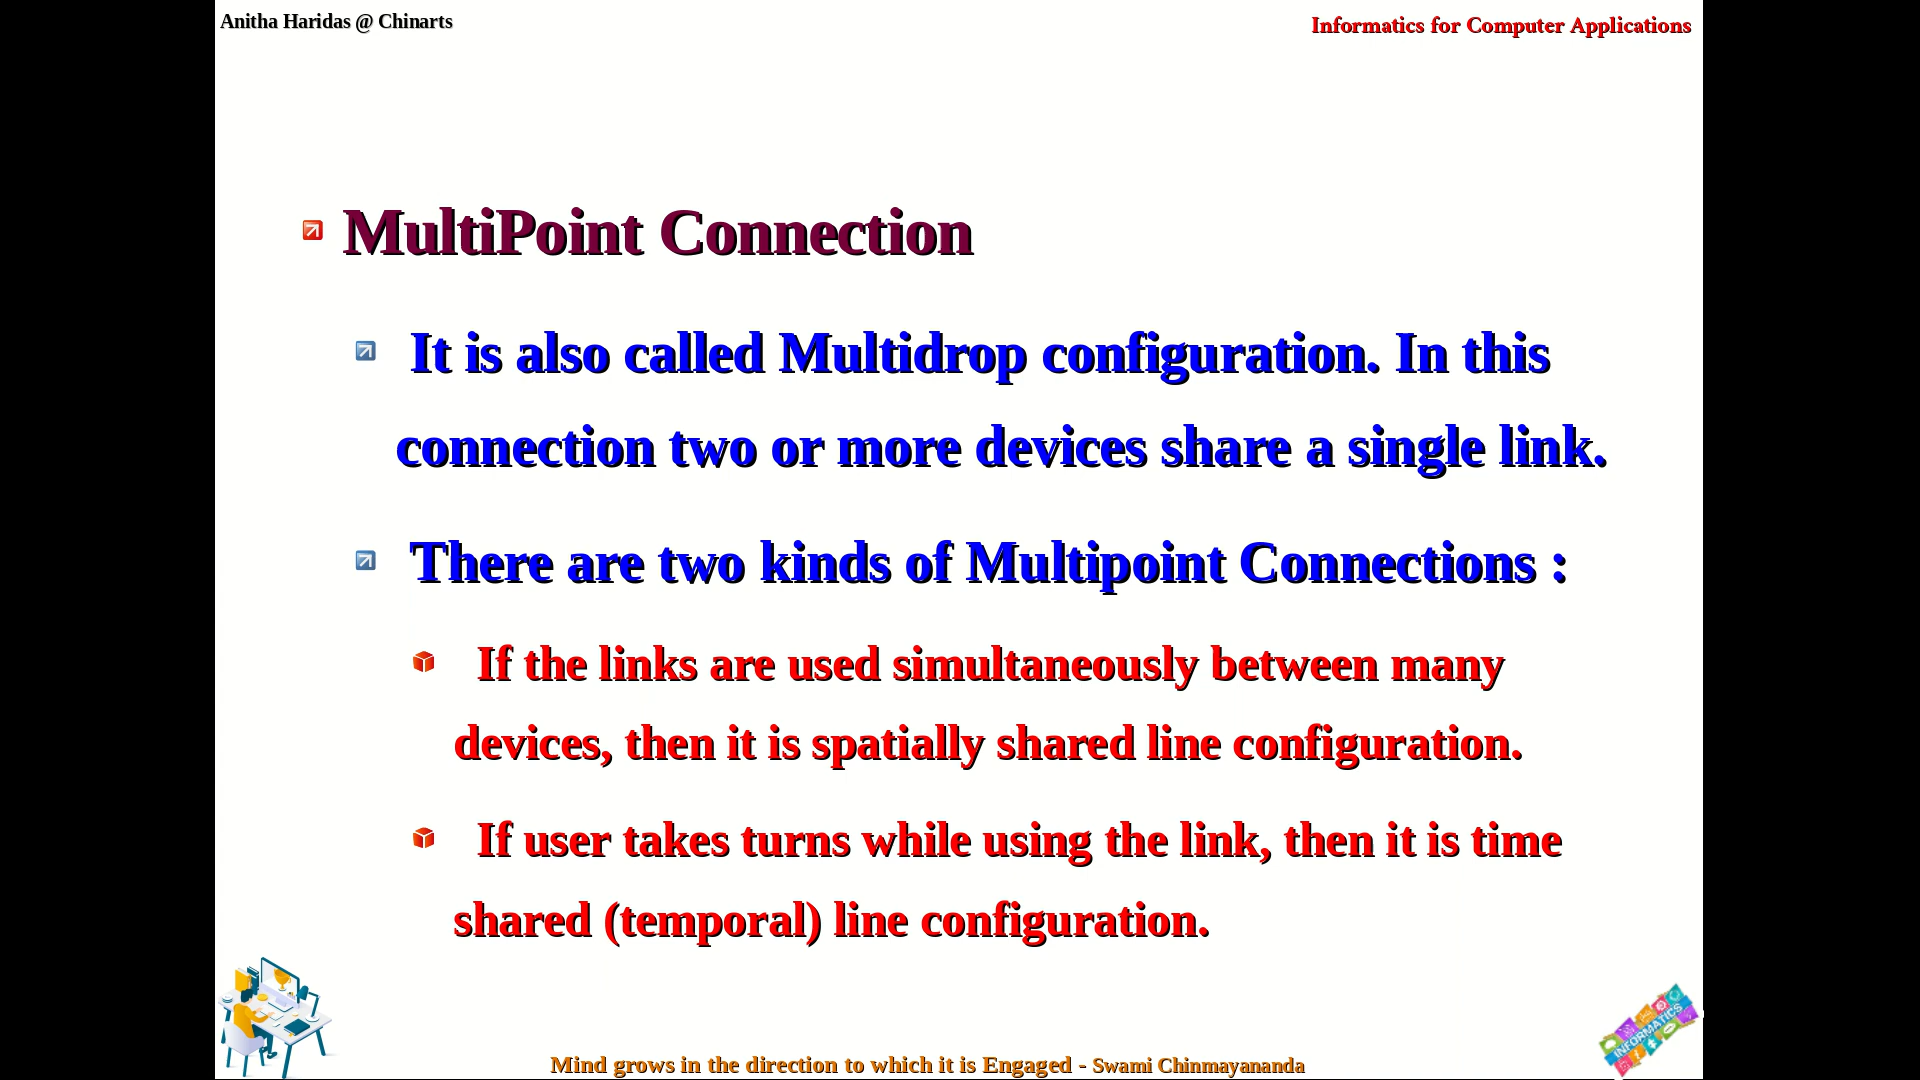 Anitha Haridas @ Chinarts
Informatics for Computer Applications
MultiPoint Connection
It is also called Multidrop configuration. In this
connection two or more devices share a single link.
There are two kinds of Multipoint Connections :
If the links are used simultaneously between many
devices, then it is spatially shared line configuration.
If user takes turns while using the link, then it is time
shared (temporal) line configuration.
INFORMATICS
Mind grows in the direction to which it is Engaged - Swami Chinmayananda